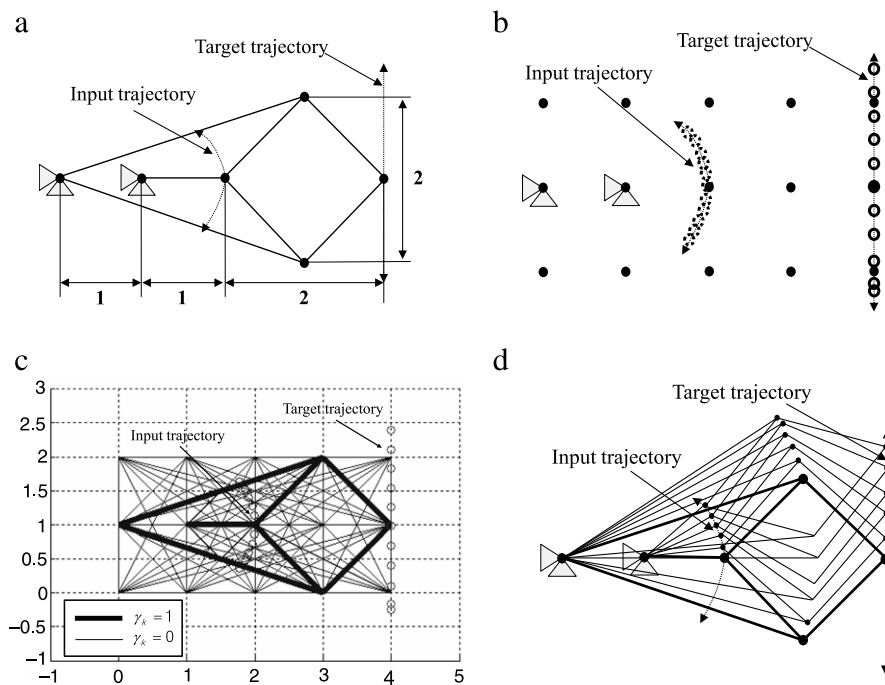 a
Target trajectory
Input trajectory
2
1
1
2
b
Target trajectory
Input trajectory
c
3
2.5
2
1.5
1
0.5
0
−0.5
−1
−1
0
1
2
3
4
5
Target trajectory
Input trajectory
γk = 1
γk = 0
d
Target trajectory
Input trajectory